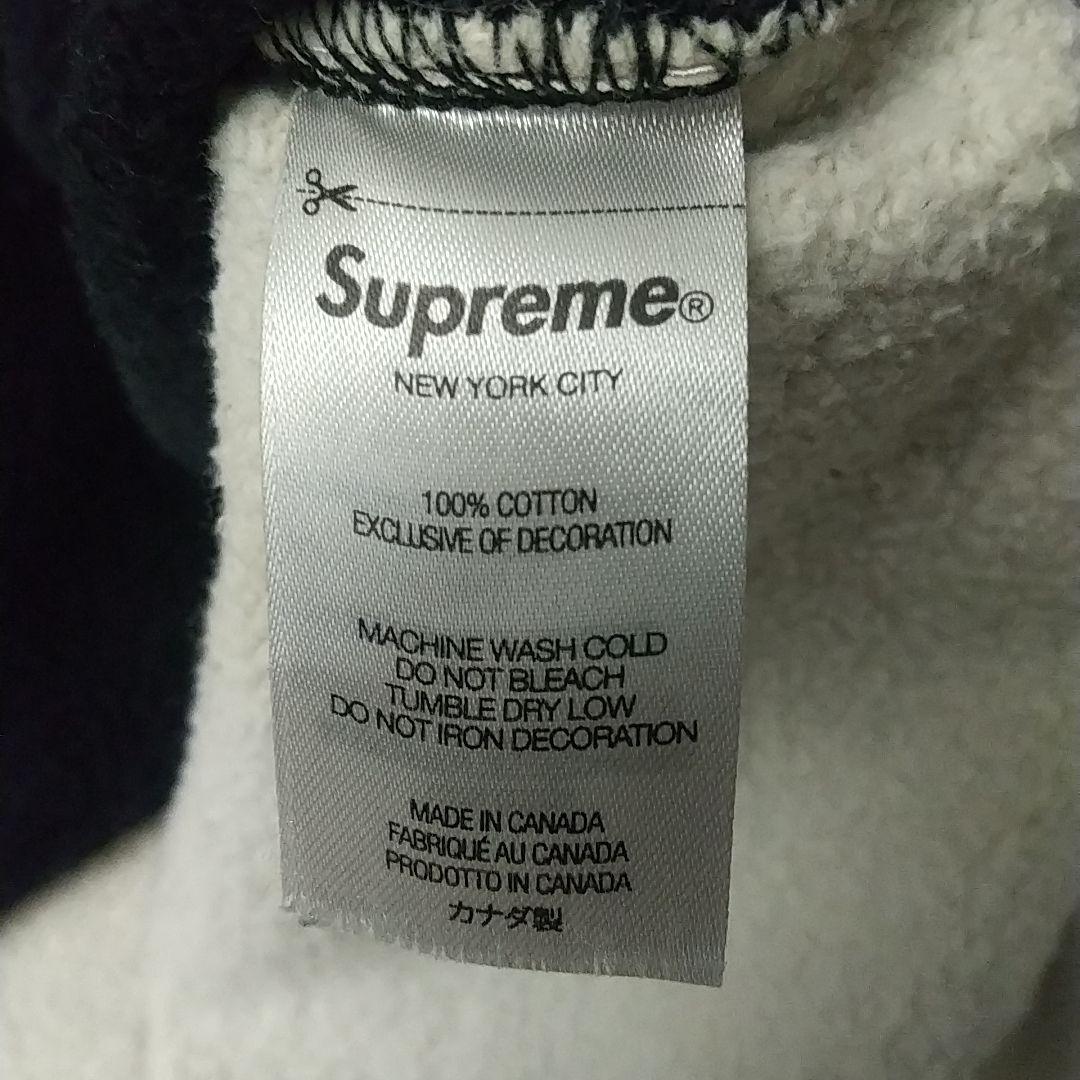 Supreme®
NEW YORK CITY
100% COTTON
EXCLUSIVE OF DECORATION
MACHINE WASH COLD
DO NOT BLEACH
TUMBLE DRY LOW
DO NOT IRON DECORATION
MADE IN CANADA
FABRIQUÉ AU CANADA
PRODOTTO IN CANADA
カナダ製